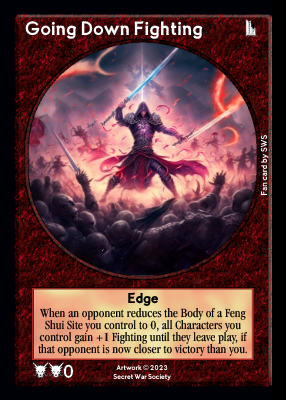 Going Down Fighting
Fan card by SWS
Edge
When an opponent reduces the Body of a Feng
Shui Site you control to 0, all Characters you
control gain +1 Fighting until they leave play, if
that opponent is now closer to victory than you.
0
Artwork © 2023
Secret War Society